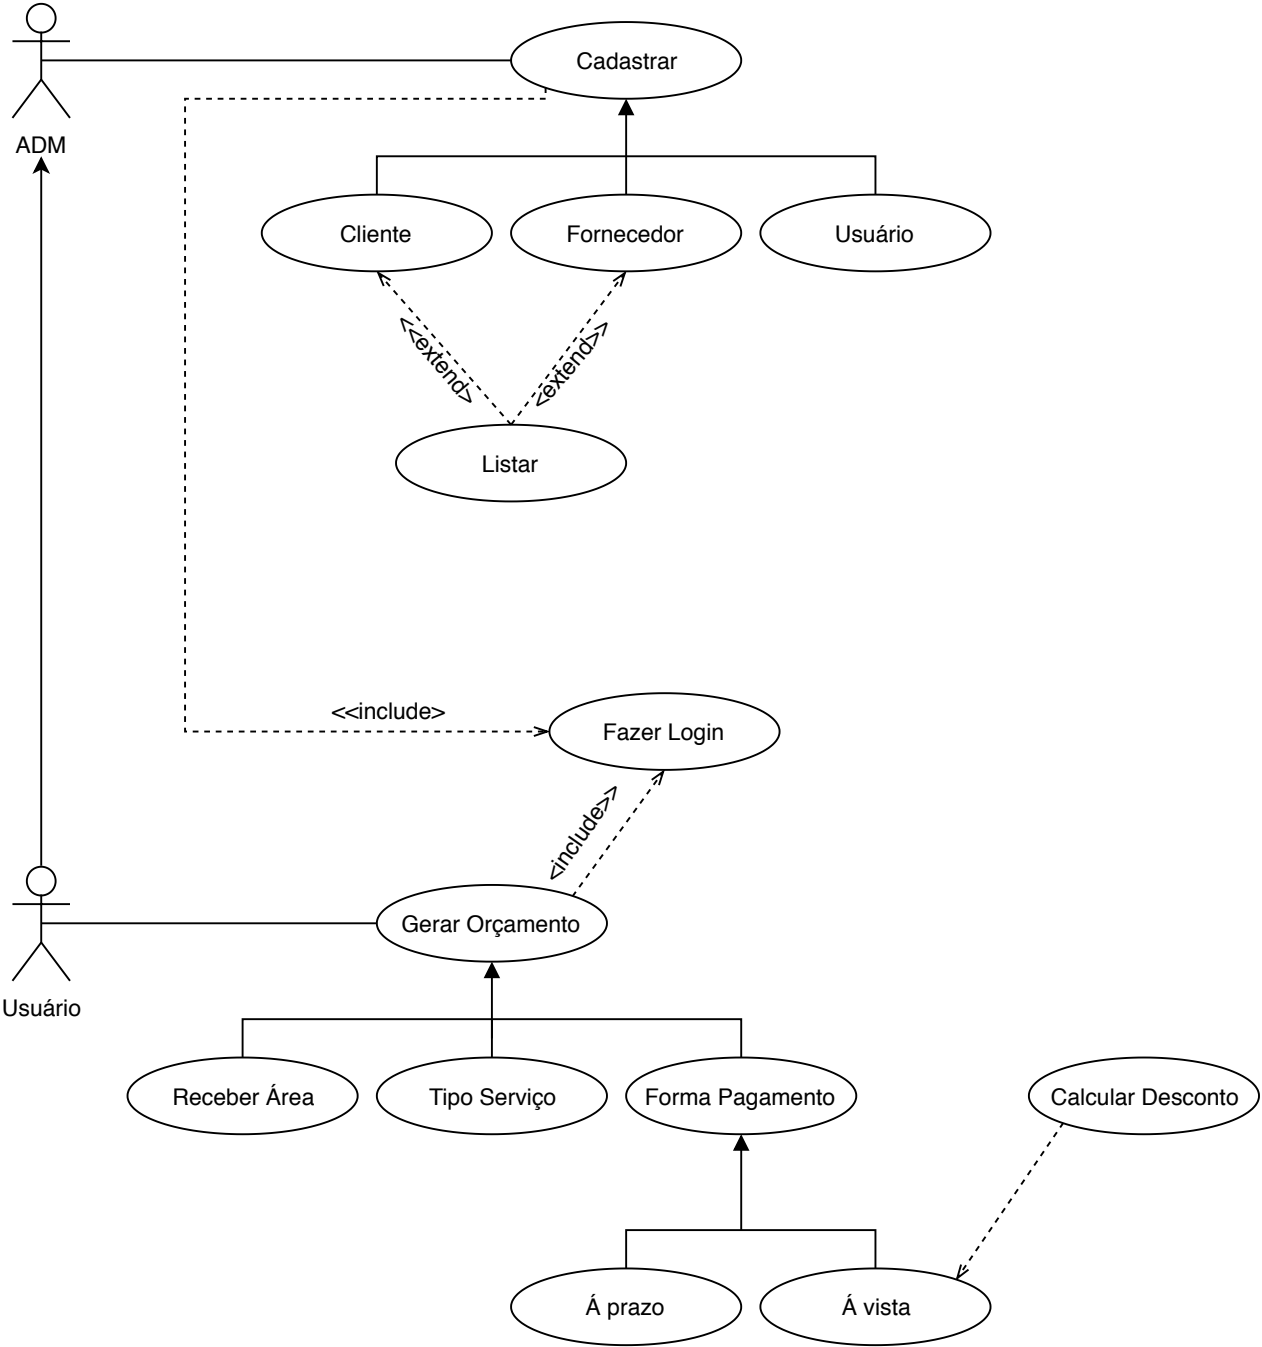 Cadastrar
ADM
Cliente
Fornecedor
Usuário
<<extend>
<extend>>
Listar
<<include>
Fazer Login
<include>>
Gerar Orçamento
Usuário
Receber Área
Tipo Serviço
Forma Pagamento
Calcular Desconto
Á prazo
Á vista